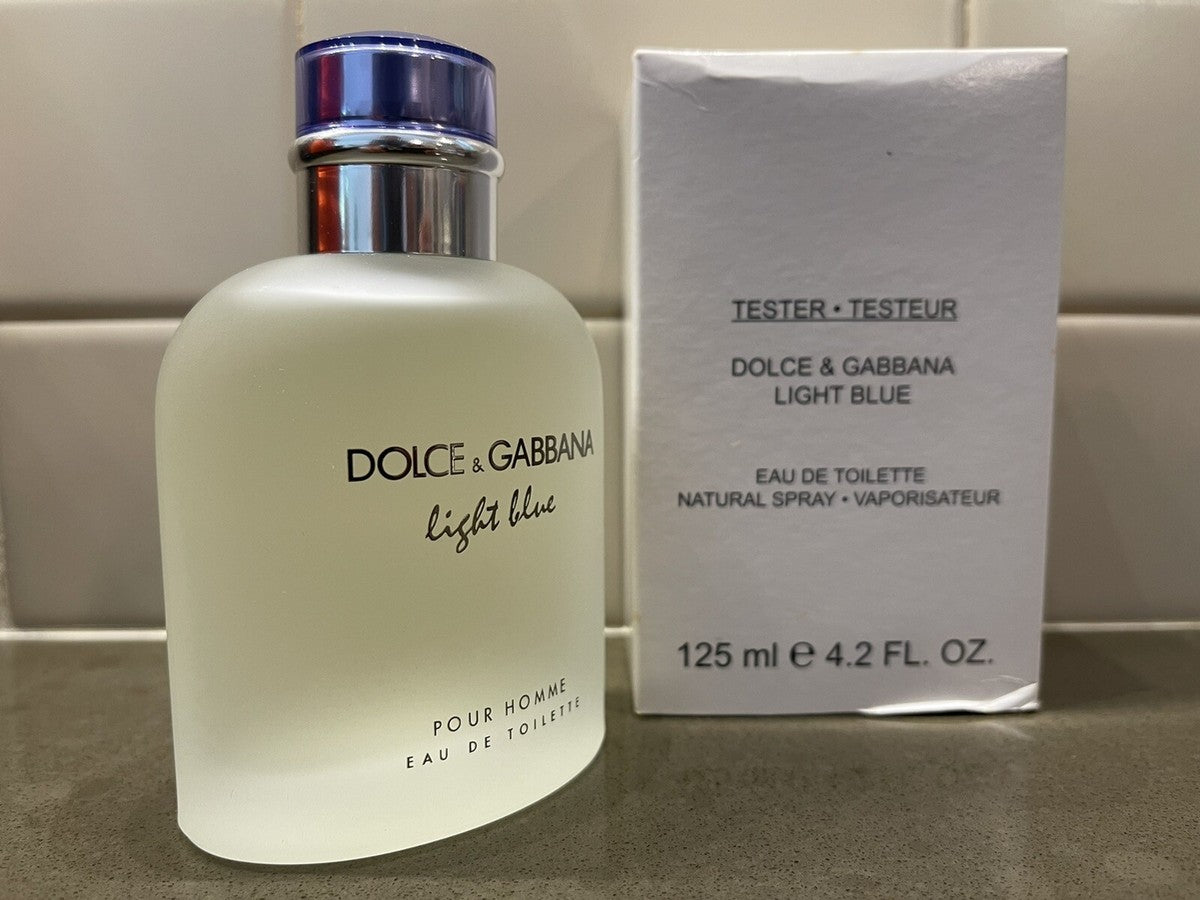 DOLCE & GABBANA
light blue
POUR HOMME
EAU DE TOILETTE
TESTER • TESTEUR
DOLCE & GABBANA
LIGHT BLUE
EAU DE TOILETTE
NATURAL SPRAY • VAPORISATEUR
125 ml ℮ 4.2 FL. OZ.